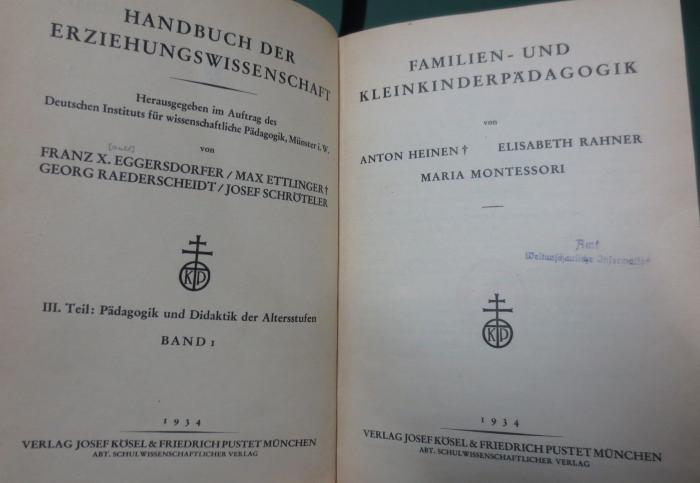 HANDBUCH DER
ERZIEHUNGSWISSENSCHAFT
Herausgegeben im Auftrag des
Deutschen Instituts für wissenschaftliche Pädagogik, Münster i. W.
von
FRANZ X. EGGERSDORFER / MAX ETTLINGER †
GEORG RAEDERSCHEIDT / JOSEF SCHRÖTELER
KP
III. Teil: Pädagogik und Didaktik der Altersstufen
BAND 1
1934
VERLAG JOSEF KÖSEL & FRIEDRICH PUSTET MÜNCHEN
ABT. SCHULWISSENSCHAFTLICHER VERLAG
FAMILIEN- UND
KLEINKINDERPÄDAGOGIK
von
ANTON HEINEN † ELISABETH RAHNER
MARIA MONTESSORI
Amt
Weltanschauliche Information
KP
1934
VERLAG JOSEF KÖSEL & FRIEDRICH PUSTET MÜNCHEN
ABT. SCHULWISSENSCHAFTLICHER VERLAG